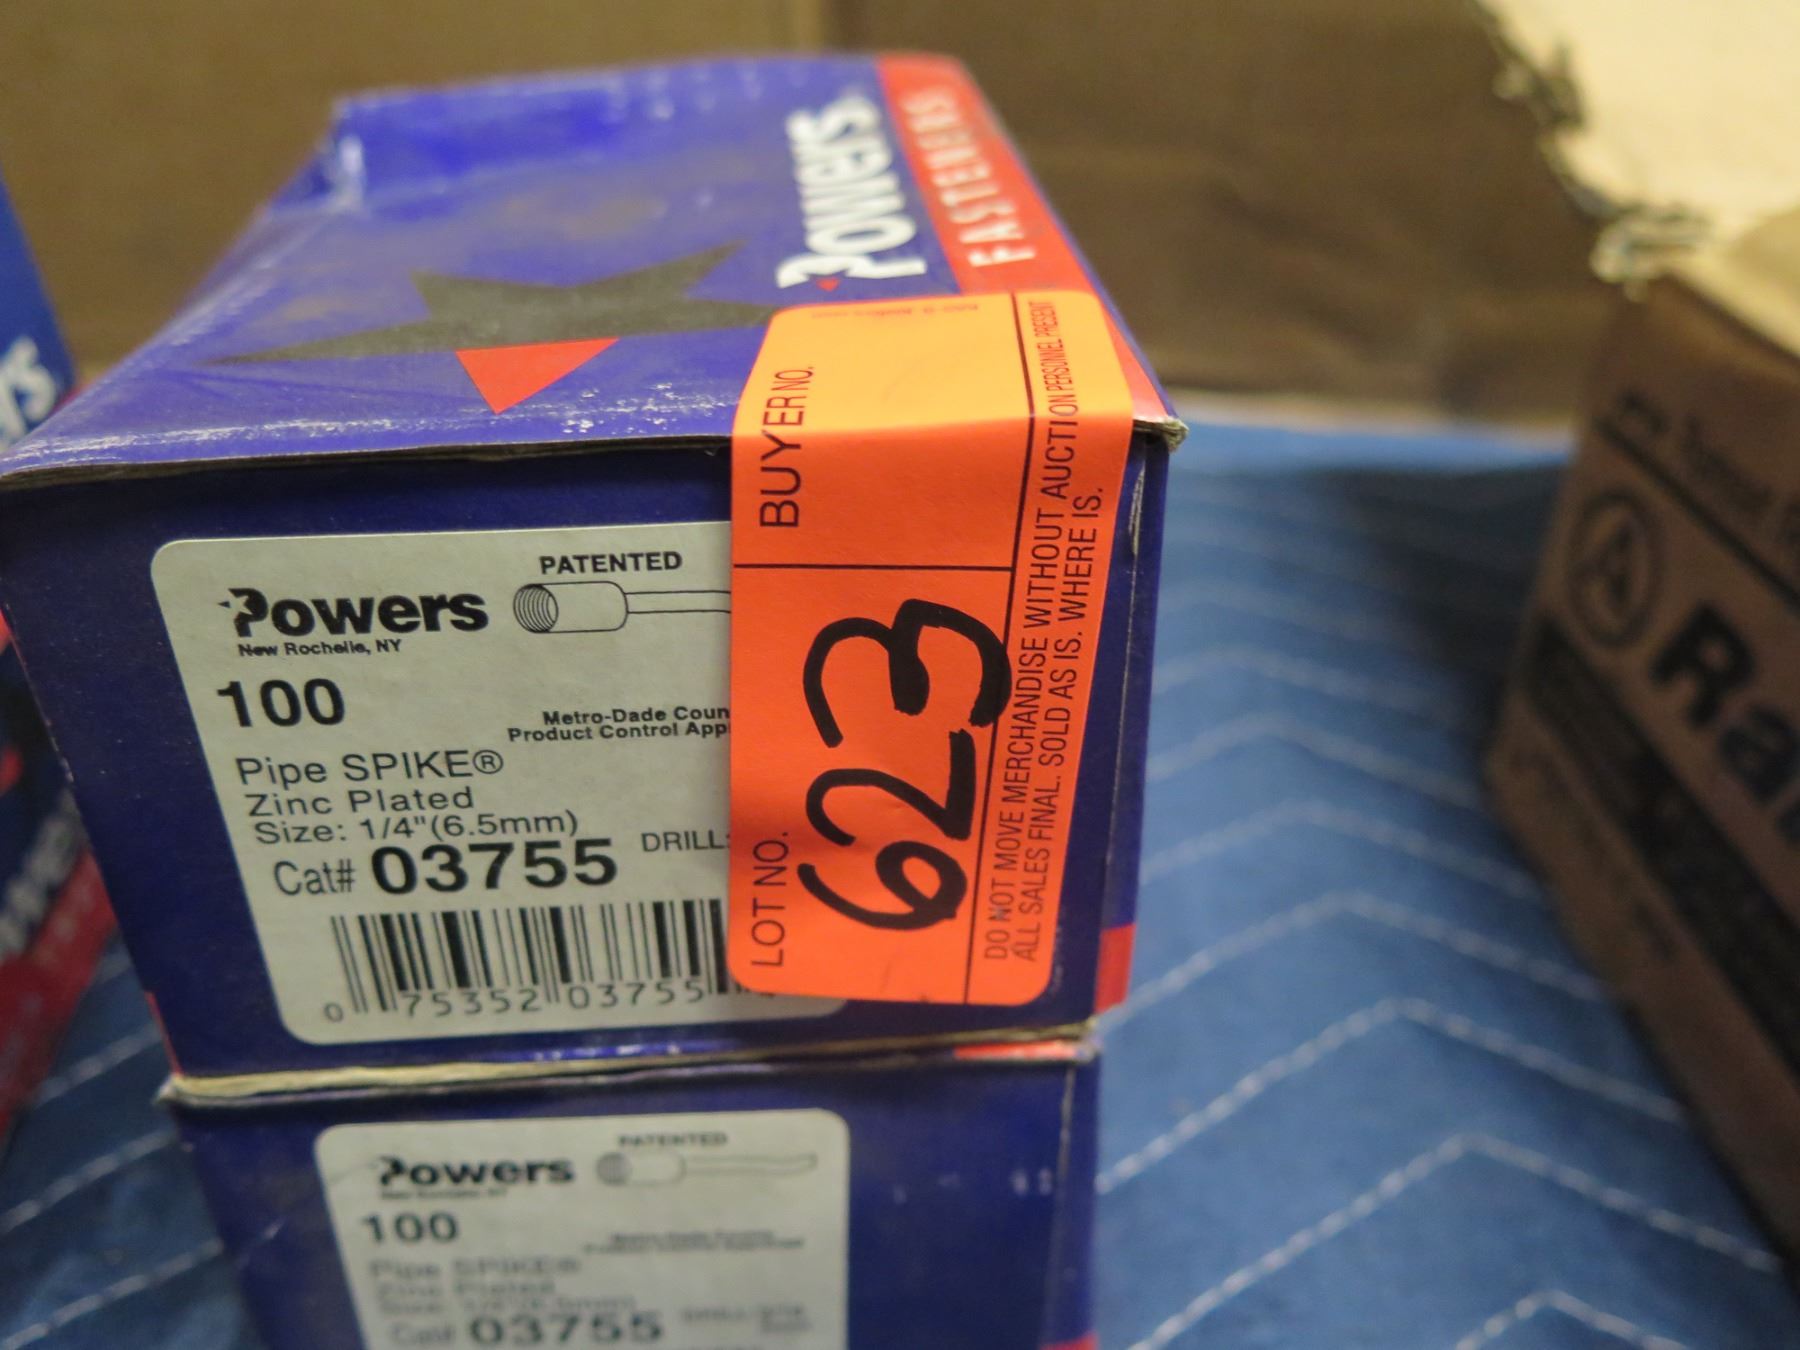 Powers
FASTENERS
BUYER NO.
LOT NO.
623
DO NOT MOVE MERCHANDISE WITHOUT AUCTION PERSONNEL PRESENT
ALL SALES FINAL. SOLD AS IS. WHERE IS.
PATENTED
Powers
New Rochelle, NY
100
Metro-Dade Coun
Product Control App
Pipe SPIKE®
Zinc Plated
Size: 1/4"(6.5mm)
Cat# 03755 DRILL:
0 75352 03755
PATENTED
Powers
100
Pipe SPIKE®
Zinc Plated
Cat# 03755